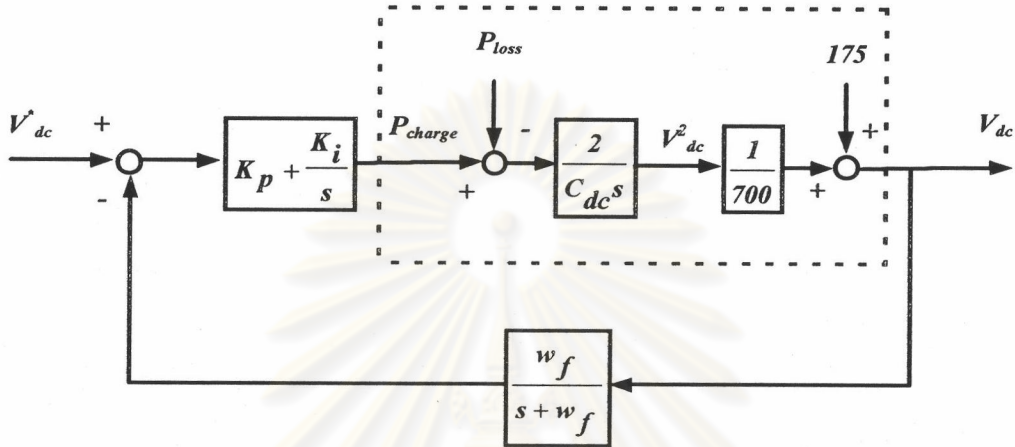 P_loss
175
V*_dc
+
-
K_p + K_i / s
P_charge
+
-
2 / C_dc s
V²_dc
1 / 700
+
+
V_dc
w_f / s + w_f